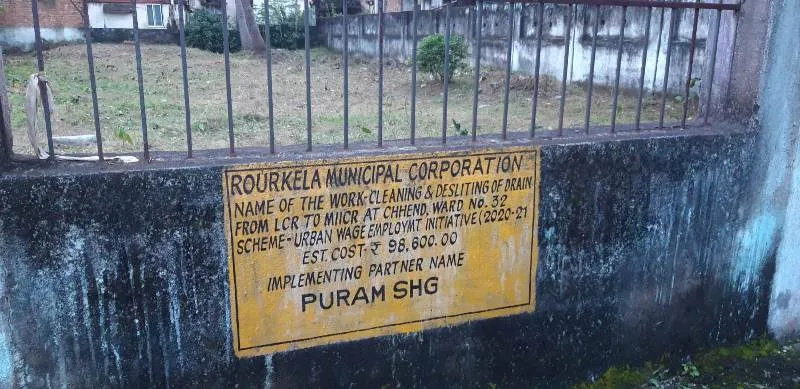 ROURKELA MUNICIPAL CORPORATION
NAME OF THE WORK-CLEANING & DESLITING OF DRAIN
FROM LCR TO MIICR AT CHHEND, WARD No. 32
SCHEME-URBAN WAGE EMPLOYMT INITIATIVE (2020-21
EST. COST-₹ 98,600.00
IMPLEMENTING PARTNER NAME
PURAM SHG